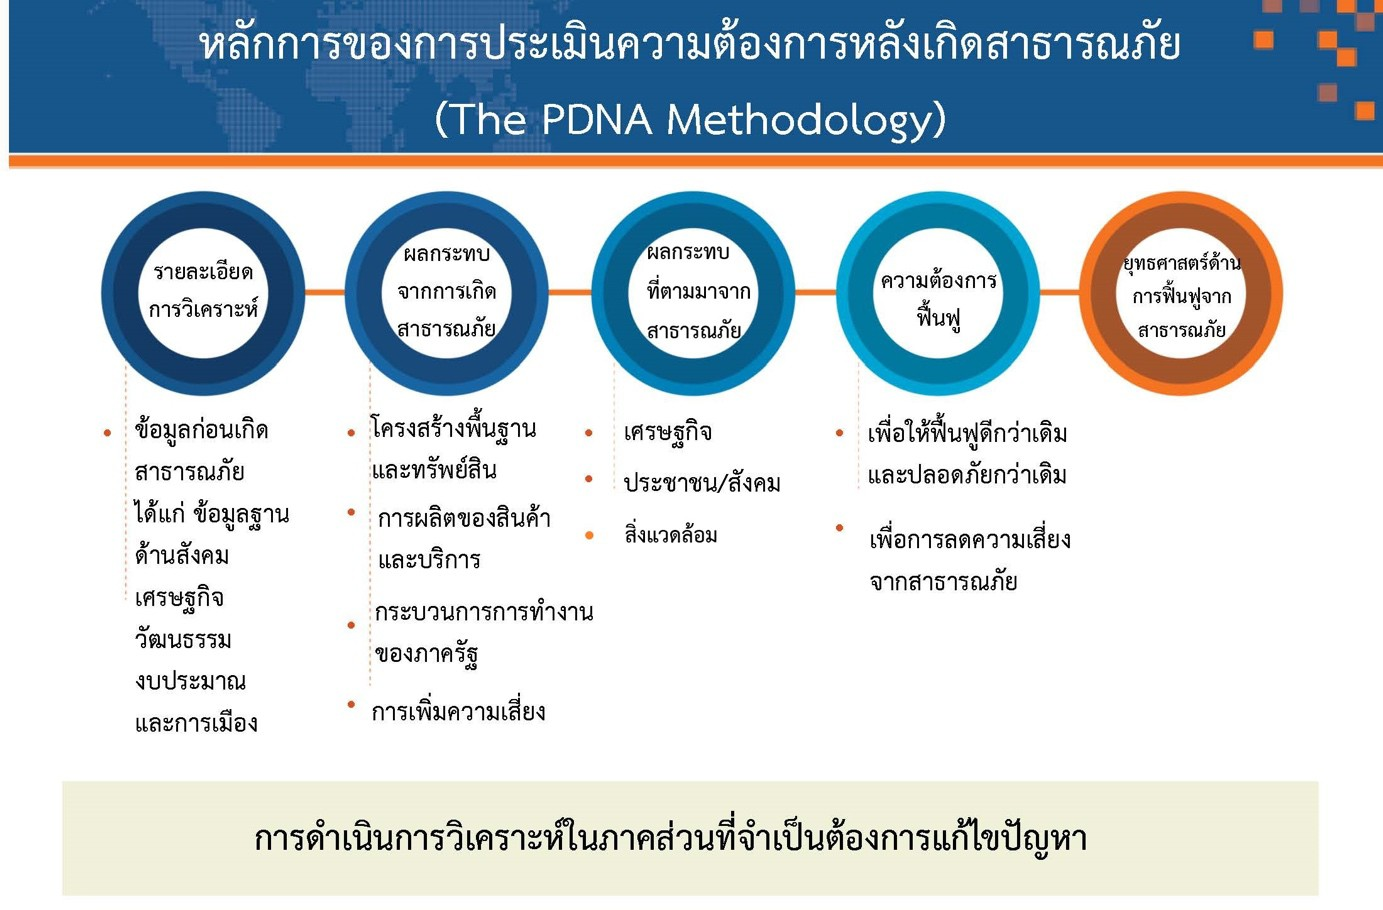 หลักการของการประเมินความต้องการหลังเกิดสาธารณภัย
(The PDNA Methodology)
รายละเอียด
การวิเคราะห์
ผลกระทบ
จากการเกิด
สาธารณภัย
ผลกระทบ
ที่ตามมาจาก
สาธารณภัย
ความต้องการ
ฟื้นฟู
ยุทธศาสตร์ด้าน
การฟื้นฟูจาก
สาธารณภัย
• ข้อมูลก่อนเกิด
สาธารณภัย
ได้แก่ ข้อมูลฐาน
ด้านสังคม
เศรษฐกิจ
วัฒนธรรม
งบประมาณ
และการเมือง
• โครงสร้างพื้นฐาน
และทรัพย์สิน
• การผลิตของสินค้า
และบริการ
• กระบวนการการทำงาน
ของภาครัฐ
• การเพิ่มความเสี่ยง
• เศรษฐกิจ
• ประชาชน/สังคม
• สิ่งแวดล้อม
• เพื่อให้ฟื้นฟูดีกว่าเดิม
และปลอดภัยกว่าเดิม
• เพื่อการลดความเสี่ยง
จากสาธารณภัย
การดำเนินการวิเคราะห์ในภาคส่วนที่จำเป็นต้องการแก้ไขปัญหา